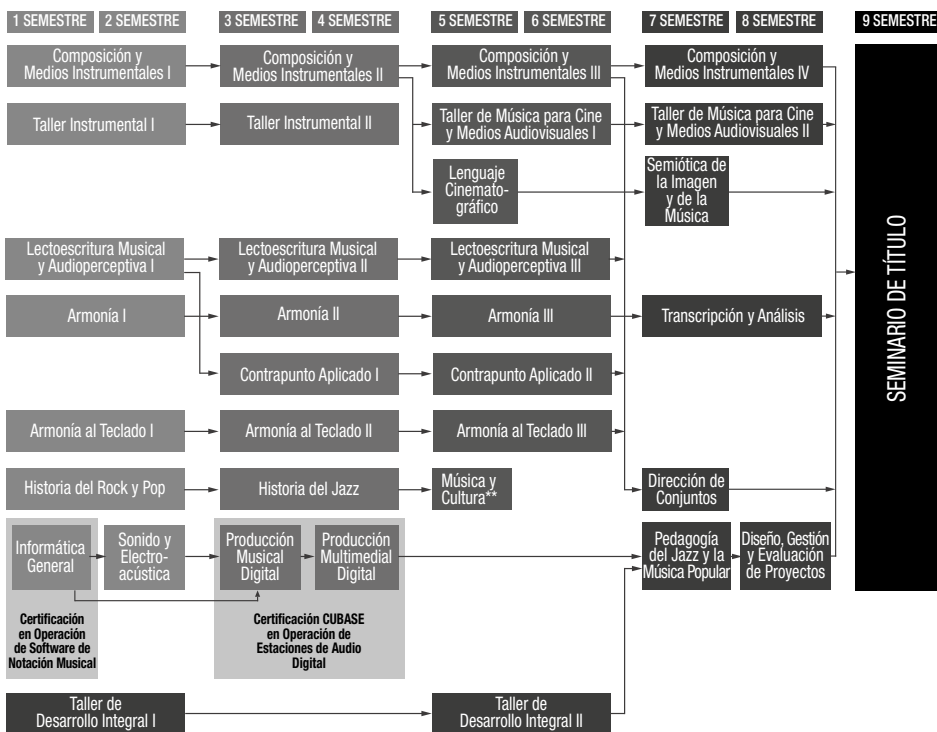 1 SEMESTRE 2 SEMESTRE 3 SEMESTRE 4 SEMESTRE 5 SEMESTRE 6 SEMESTRE 7 SEMESTRE 8 SEMESTRE 9 SEMESTRE
Composición y
Medios Instrumentales I
Composición y
Medios Instrumentales II
Composición y
Medios Instrumentales III
Composición y
Medios Instrumentales IV
Taller Instrumental I
Taller Instrumental II
Taller de Música para Cine
y Medios Audiovisuales I
Taller de Música para Cine
y Medios Audiovisuales II
Lenguaje
Cinemato-
gráfico
Semiótica de
la Imagen
y de la
Música
Lectoescritura Musical
y Audioperceptiva I
Lectoescritura Musical
y Audioperceptiva II
Lectoescritura Musical
y Audioperceptiva III
Armonía I
Armonía II
Armonía III
Transcripción y Análisis
Contrapunto Aplicado I
Contrapunto Aplicado II
Armonía al Teclado I
Armonía al Teclado II
Armonía al Teclado III
Historia del Rock y Pop
Historia del Jazz
Música y
Cultura**
Dirección de
Conjuntos
Informática
General
Sonido y
Electro-
acústica
Producción
Musical
Digital
Producción
Multimedial
Digital
Pedagogía
del Jazz y la
Música Popular
Diseño, Gestión
y Evaluación
de Proyectos
Certificación
en Operación
de Software de
Notación Musical
Certificación CUBASE
en Operación de
Estaciones de Audio
Digital
Taller de
Desarrollo Integral I
Taller de
Desarrollo Integral II
SEMINARIO DE TÍTULO